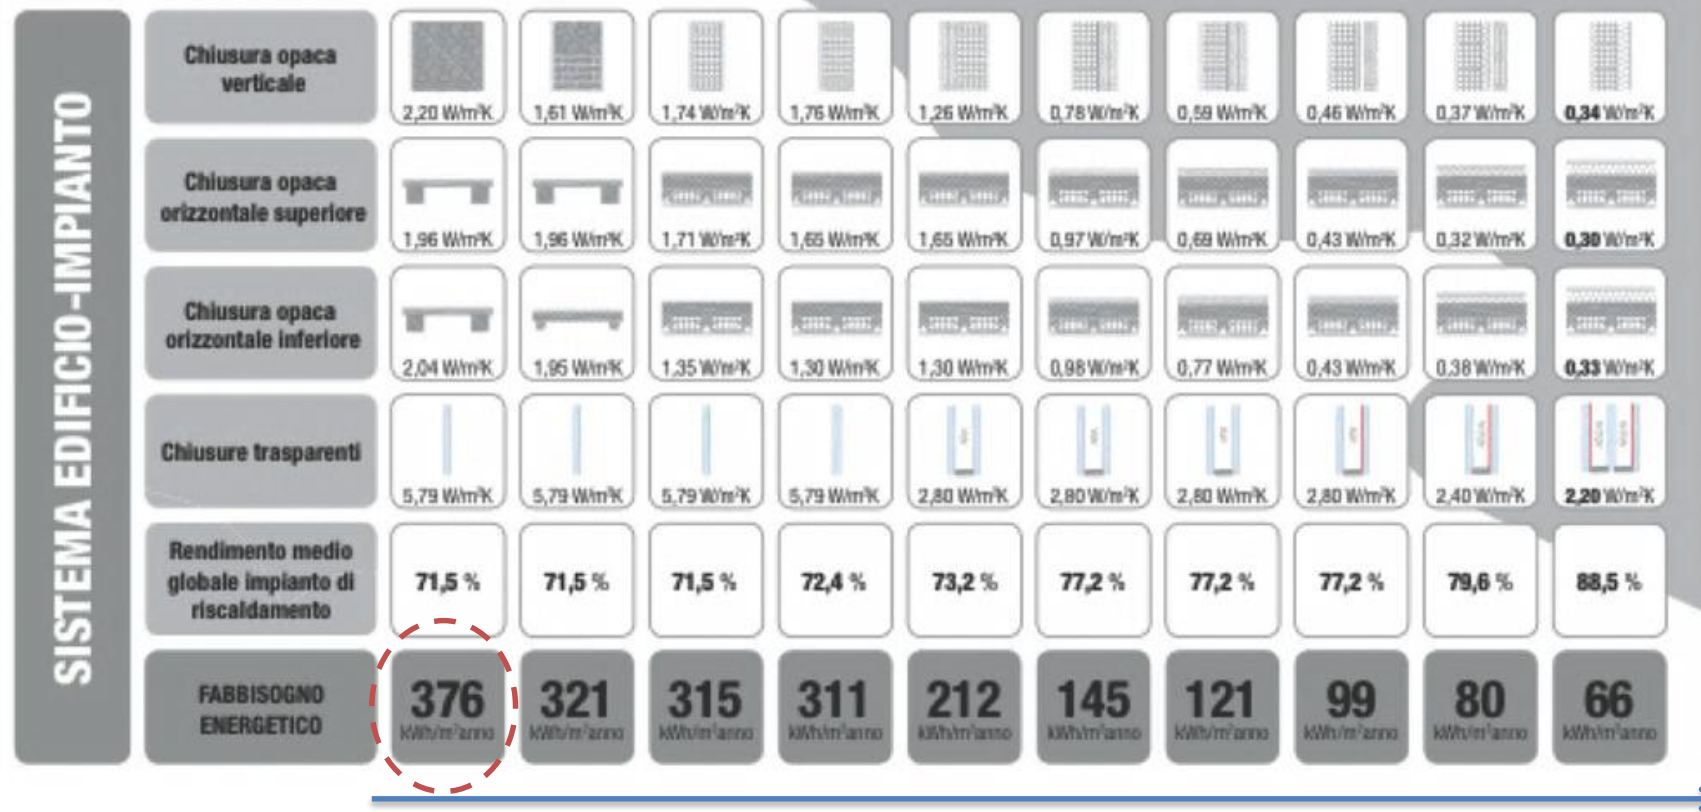 SISTEMA EDIFICIO-IMPIANTO
Chiusura opaca
verticale
2,20 W/m²K 1,61 W/m²K 1,74 W/m²K 1,76 W/m²K 1,26 W/m²K 0,78 W/m²K 0,59 W/m²K 0,46 W/m²K 0,37 W/m²K 0,34 W/m²K
Chiusura opaca
orizzontale superiore
1,96 W/m²K 1,96 W/m²K 1,71 W/m²K 1,65 W/m²K 1,65 W/m²K 0,97 W/m²K 0,69 W/m²K 0,43 W/m²K 0,32 W/m²K 0,30 W/m²K
Chiusura opaca
orizzontale inferiore
2,04 W/m²K 1,95 W/m²K 1,35 W/m²K 1,30 W/m²K 1,30 W/m²K 0,98 W/m²K 0,77 W/m²K 0,43 W/m²K 0,38 W/m²K 0,33 W/m²K
Chiusure trasparenti
5,79 W/m²K 5,79 W/m²K 5,79 W/m²K 5,79 W/m²K 2,80 W/m²K 2,80 W/m²K 2,80 W/m²K 2,80 W/m²K 2,40 W/m²K 2,20 W/m²K
Rendimento medio
globale impianto di
riscaldamento
71,5 % 71,5 % 71,5 % 72,4 % 73,2 % 77,2 % 77,2 % 77,2 % 79,6 % 88,5 %
FABBISOGNO
ENERGETICO
376 321 315 311 212 145 121 99 80 66
kWh/m²anno kWh/m²anno kWh/m²anno kWh/m²anno kWh/m²anno kWh/m²anno kWh/m²anno kWh/m²anno kWh/m²anno kWh/m²anno